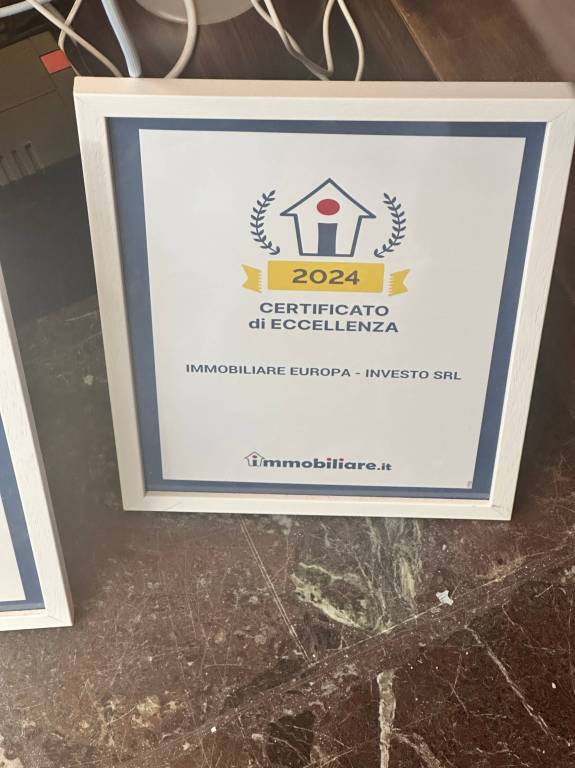 2024
CERTIFICATO
di ECCELLENZA
IMMOBILIARE EUROPA - INVESTO SRL
immobiliare.it